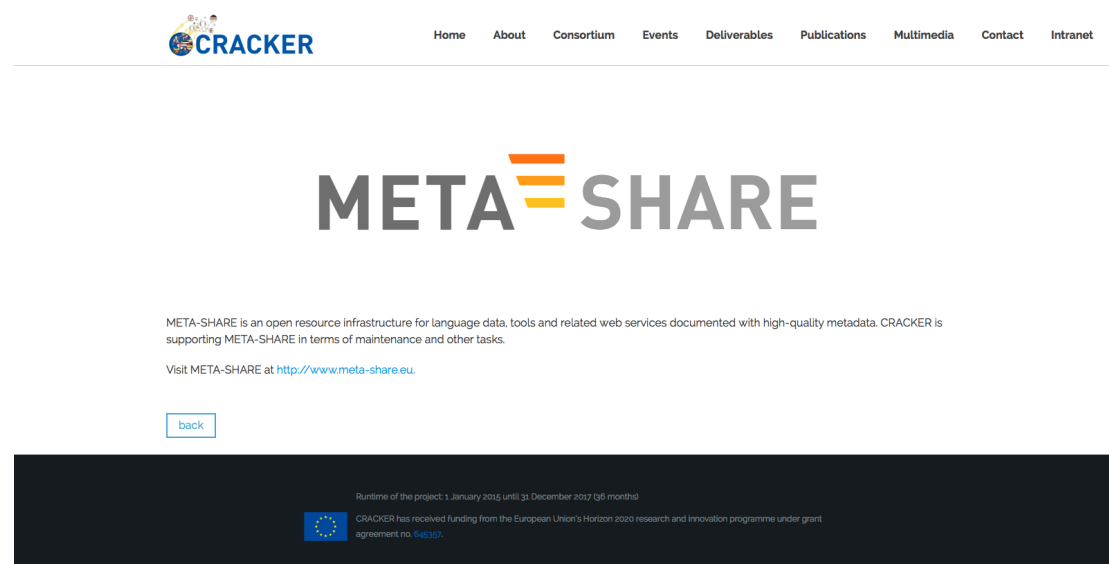 CRACKER
Home About Consortium Events Deliverables Publications Multimedia Contact Intranet
META SHARE
META-SHARE is an open resource infrastructure for language data, tools and related web services documented with high-quality metadata. CRACKER is
supporting META-SHARE in terms of maintenance and other tasks.
Visit META-SHARE at http://www.meta-share.eu.
back
Runtime of the project: 1 January 2015 until 31 December 2017 (36 months)
CRACKER has received funding from the European Union's Horizon 2020 research and innovation programme under grant
agreement no. 645357.